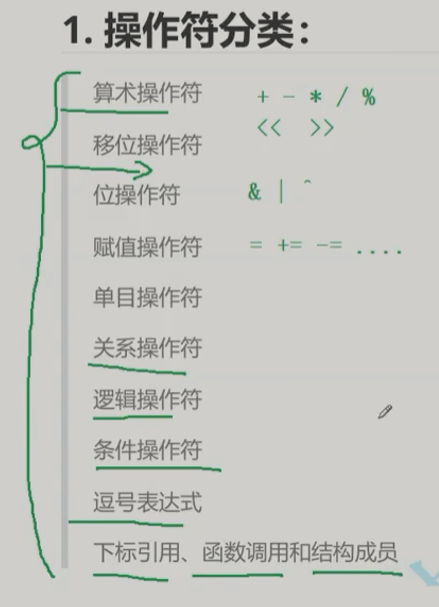 1. 操作符分类：
算术操作符 + - * / %
移位操作符 << >>
位操作符 & | ^
赋值操作符 = += -= ....
单目操作符
关系操作符
逻辑操作符
条件操作符
逗号表达式
下标引用、函数调用和结构成员